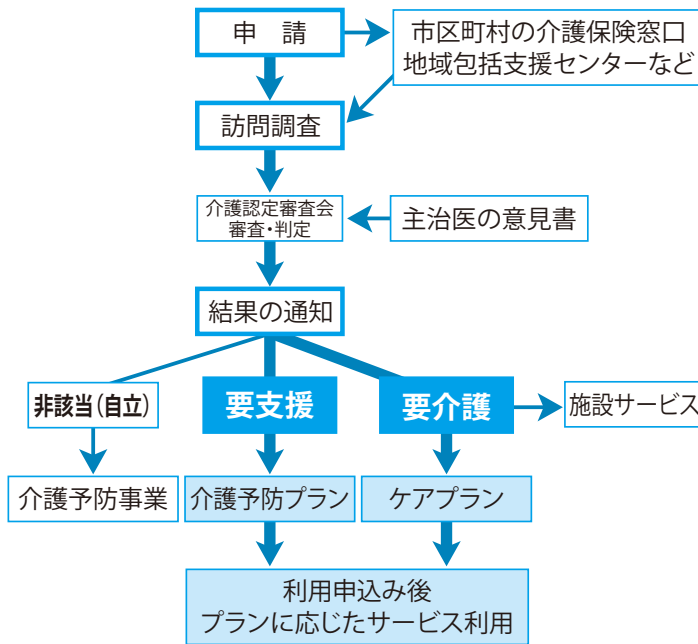 申　請
市区町村の介護保険窓口
地域包括支援センターなど
訪問調査
介護認定審査会
審査・判定
主治医の意見書
結果の通知
非該当（自立）
要支援
要介護
施設サービス
介護予防事業
介護予防プラン
ケアプラン
利用申込み後
プランに応じたサービス利用